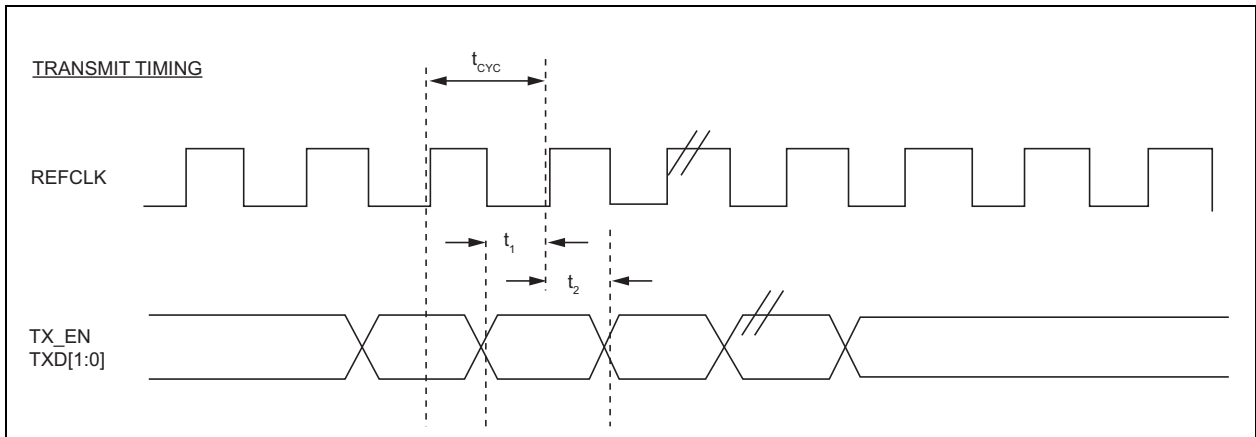 TRANSMIT TIMING
tCYC
REFCLK
t1
t2
TX_EN
TXD[1:0]